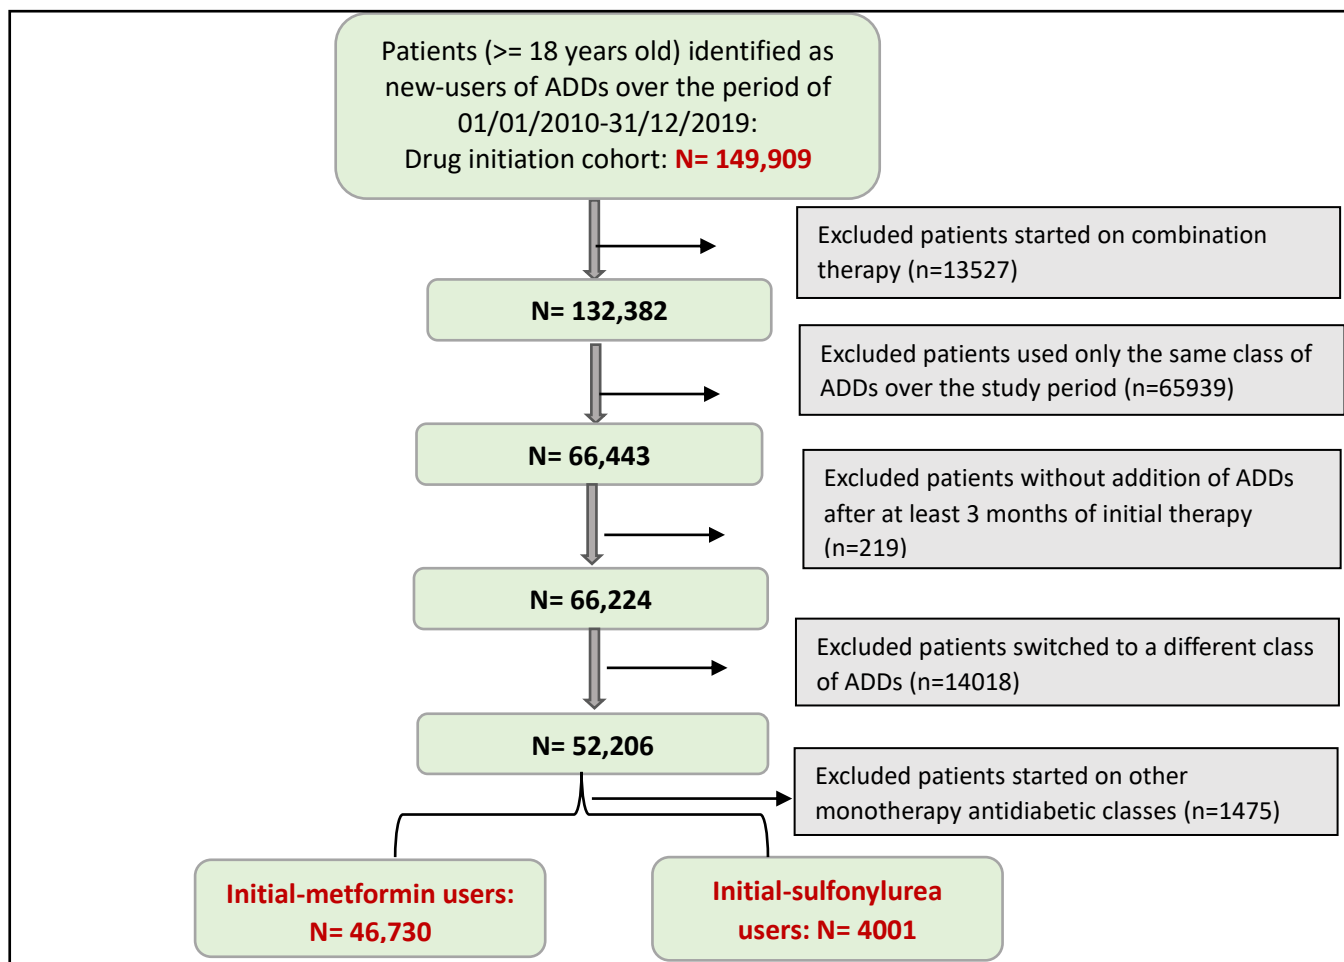 Patients (>= 18 years old) identified as
new-users of ADDs over the period of
01/01/2010-31/12/2019:
Drug initiation cohort: N= 149,909
Excluded patients started on combination
therapy (n=13527)
N= 132,382
Excluded patients used only the same class of
ADDs over the study period (n=65939)
N= 66,443
Excluded patients without addition of ADDs
after at least 3 months of initial therapy
(n=219)
N= 66,224
Excluded patients switched to a different class
of ADDs (n=14018)
N= 52,206
Excluded patients started on other
monotherapy antidiabetic classes (n=1475)
Initial-metformin users:
N= 46,730
Initial-sulfonylurea
users: N= 4001